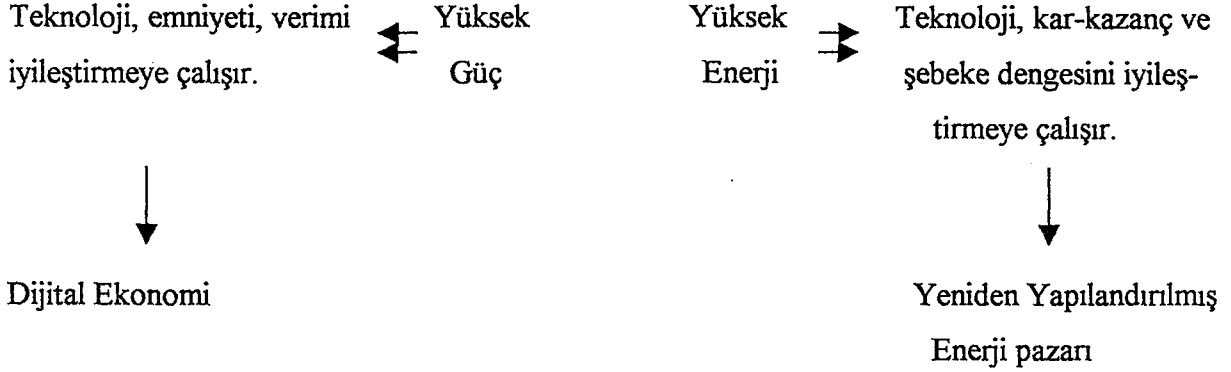 Teknoloji, emniyeti, verimi
iyileştirmeye çalışır.
Yüksek
Güç
Yüksek
Enerji
Teknoloji, kar-kazanç ve
şebeke dengesini iyileş-
tirmeye çalışır.
Dijital Ekonomi
Yeniden Yapılandırılmış
Enerji pazarı